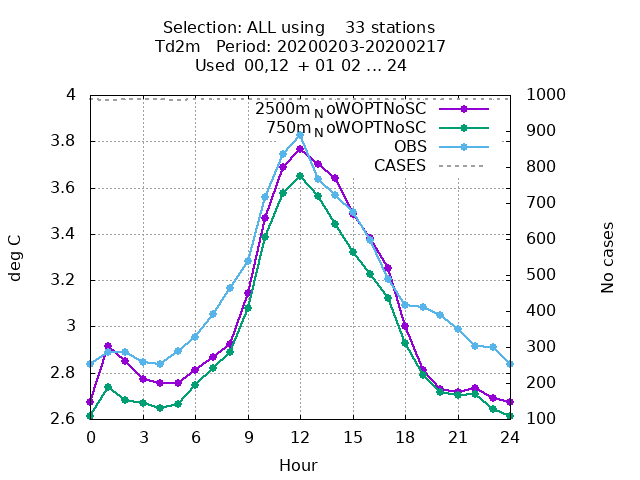 Selection: ALL using    33 stations
Td2m   Period: 20200203-20200217
Used  00,12  + 01 02 ... 24
4
3.8
3.6
3.4
3.2
3
2.8
2.6
deg C
2500m_NoWOPTNoSC
750m_NoWOPTNoSC
OBS
CASES
1000
900
800
700
600
500
400
300
200
100
No cases
0 3 6 9 12 15 18 21 24
Hour